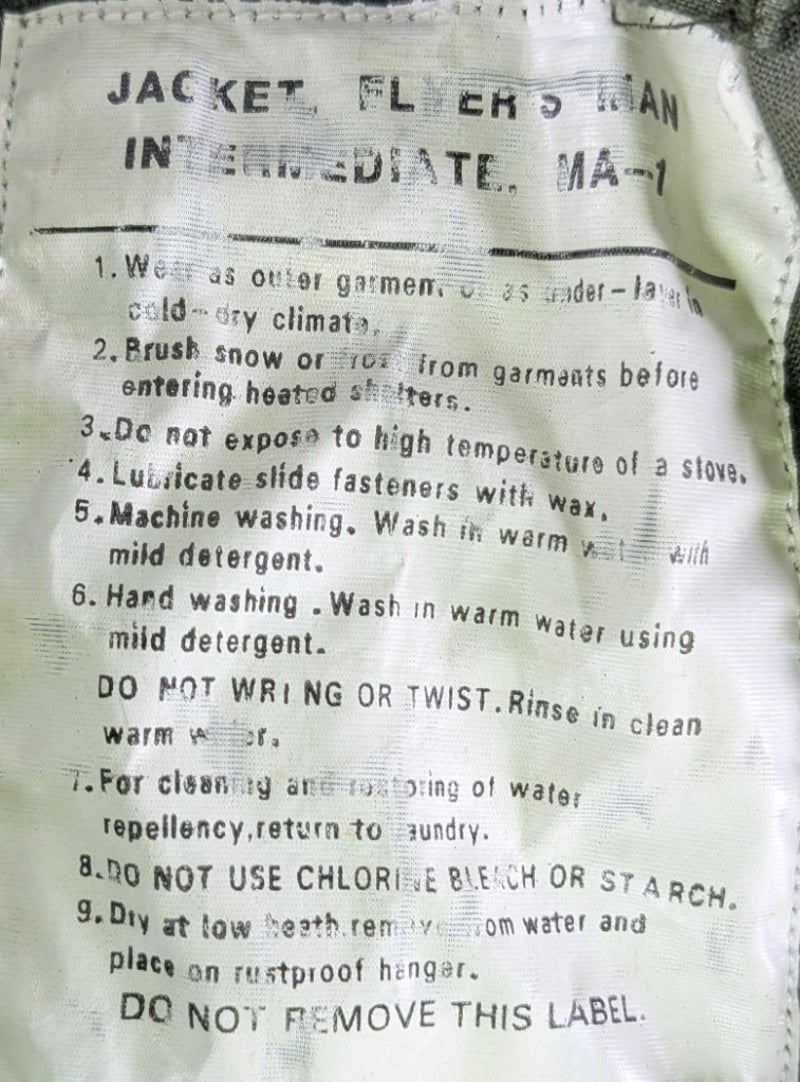 JACKET, FLYER'S MAN
INTERMEDIATE, MA-1
1. Wear as outer garment or as under-layer in
cold-dry climate.
2. Brush snow or frost from garments before
entering heated shelters.
3. Do not expose to high temperature of a stove.
4. Lubricate slide fasteners with wax.
5. Machine washing. Wash in warm water with
mild detergent.
6. Hand washing. Wash in warm water using
mild detergent.
DO NOT WRING OR TWIST. Rinse in clean
warm water.
7. For cleaning and restoring of water
repellency, return to laundry.
8. DO NOT USE CHLORINE BLEACH OR STARCH.
9. Dry at low heath. remove from water and
place on rustproof hanger.
DO NOT REMOVE THIS LABEL.